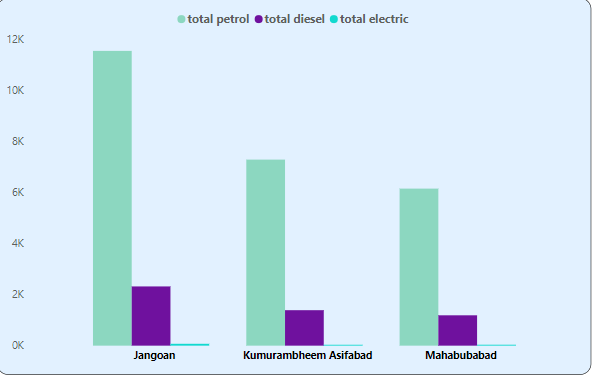 total petrol total diesel total electric
12K
10K
8K
6K
4K
2K
0K
Jangoan Kumurambheem Asifabad Mahabubabad